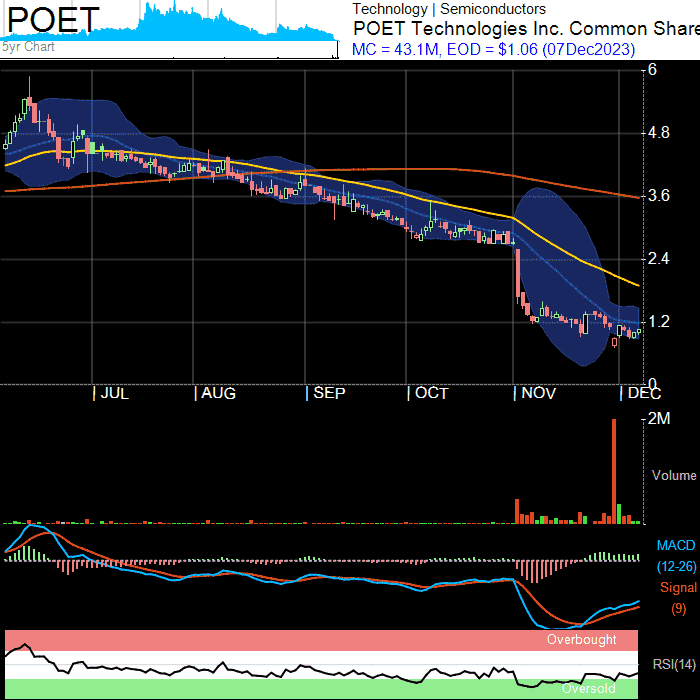 POET
5yr Chart
Technology | Semiconductors
POET Technologies Inc. Common Share
MC = 43.1M, EOD = $1.06 (07Dec2023)
6
4.8
3.6
2.4
1.2
0
| JUL | AUG | SEP | OCT | NOV | DEC
2M
Volume
MACD
(12-26)
Signal
(9)
Overbought
RSI(14)
Oversold